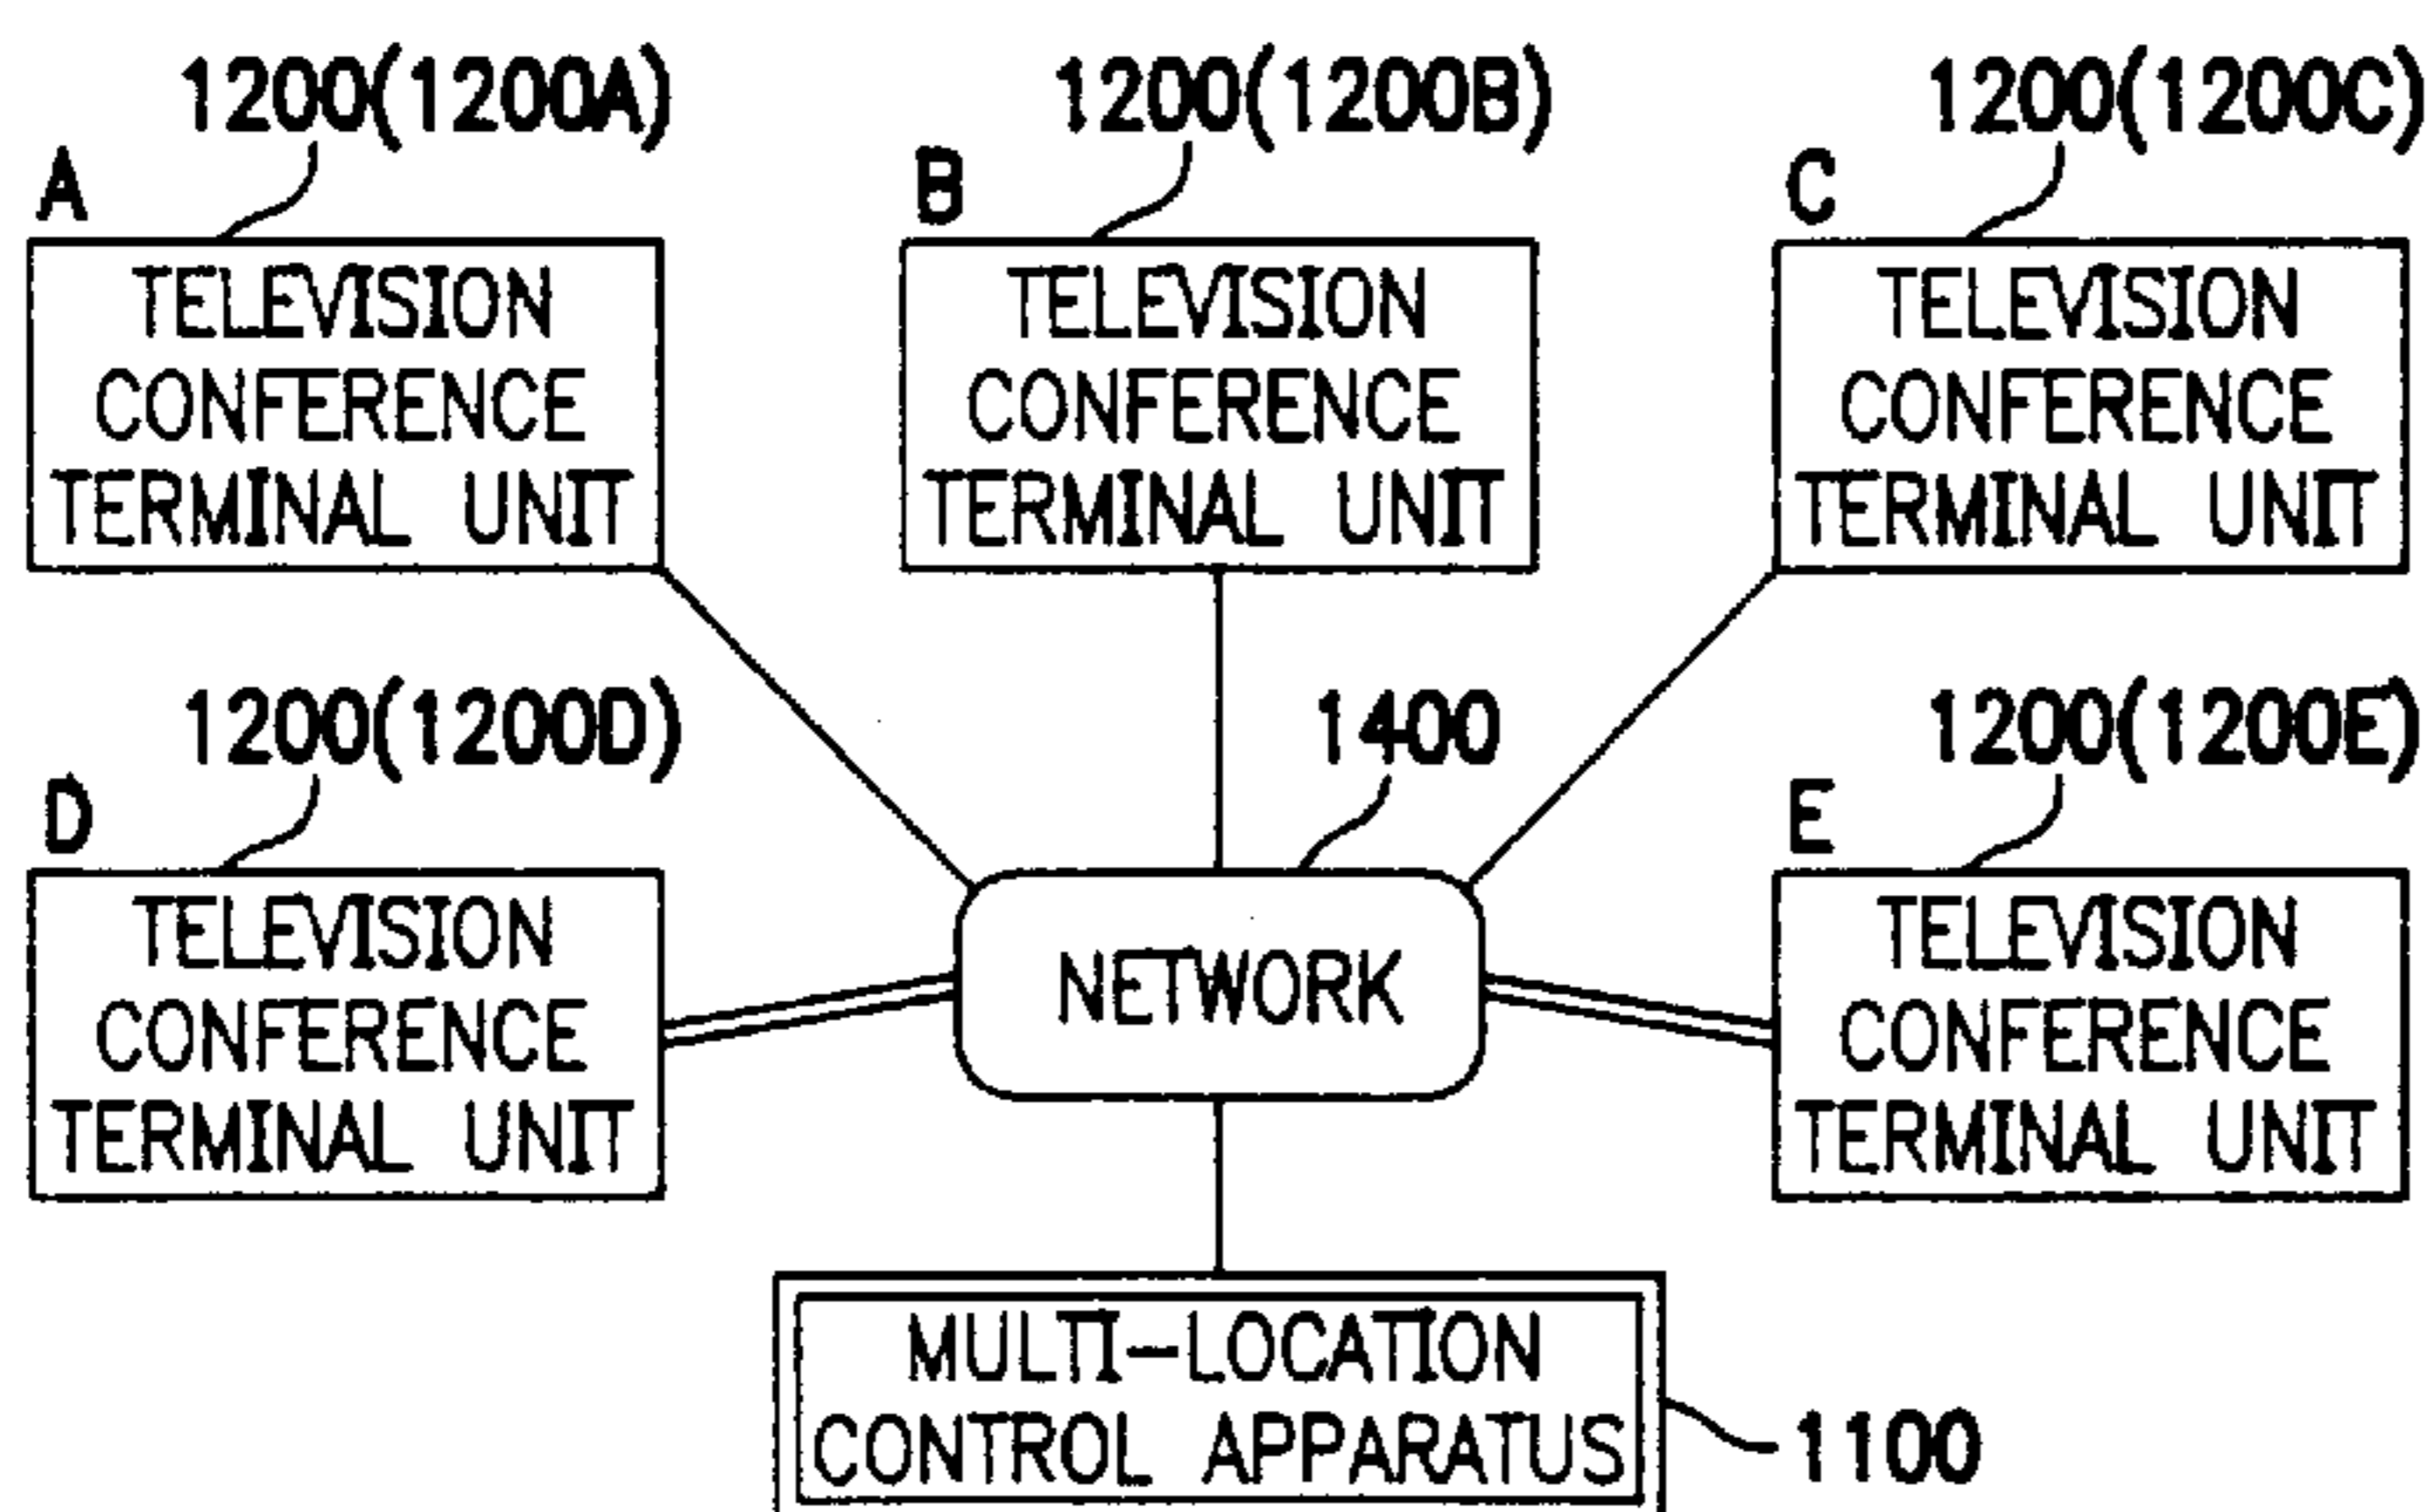 1200(1200A)
1200(1200B)
1200(1200C)
A
B
C
TELEVISION
CONFERENCE
TERMINAL UNIT
TELEVISION
CONFERENCE
TERMINAL UNIT
TELEVISION
CONFERENCE
TERMINAL UNIT
1200(1200D)
1400
1200(1200E)
D
E
TELEVISION
CONFERENCE
TERMINAL UNIT
NETWORK
TELEVISION
CONFERENCE
TERMINAL UNIT
MULTI-LOCATION
CONTROL APPARATUS
1100